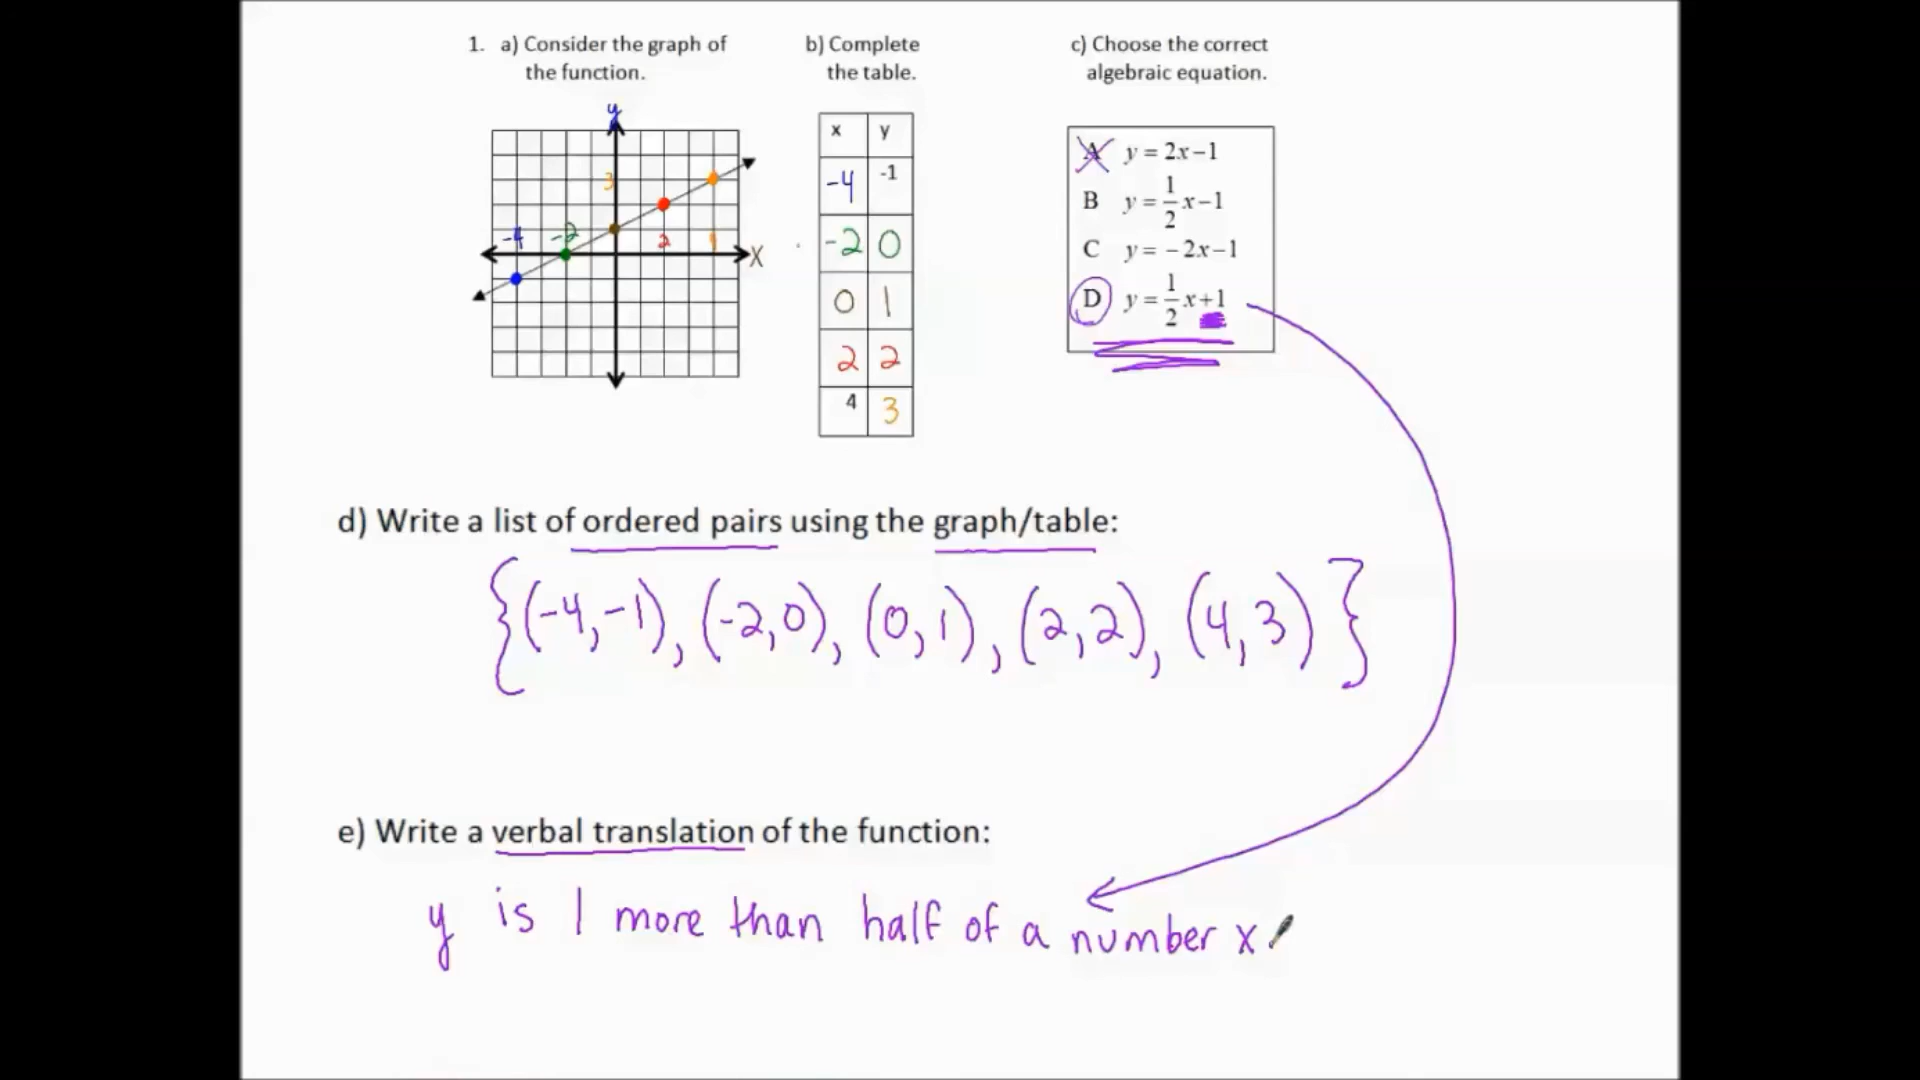 1. a) Consider the graph of
the function.
b) Complete
the table.
c) Choose the correct
algebraic equation.
y
3
-4 -2 2
X
x y
-4 -1
-2 0
0 1
2 2
4 3
A y = 2x-1
B y = 1/2 x-1
C y = -2x-1
D y = 1/2 x+1
d) Write a list of ordered pairs using the graph/table:
{(-4,-1), (-2,0), (0,1), (2,2), (4,3)}
e) Write a verbal translation of the function:
y is 1 more than half of a number x